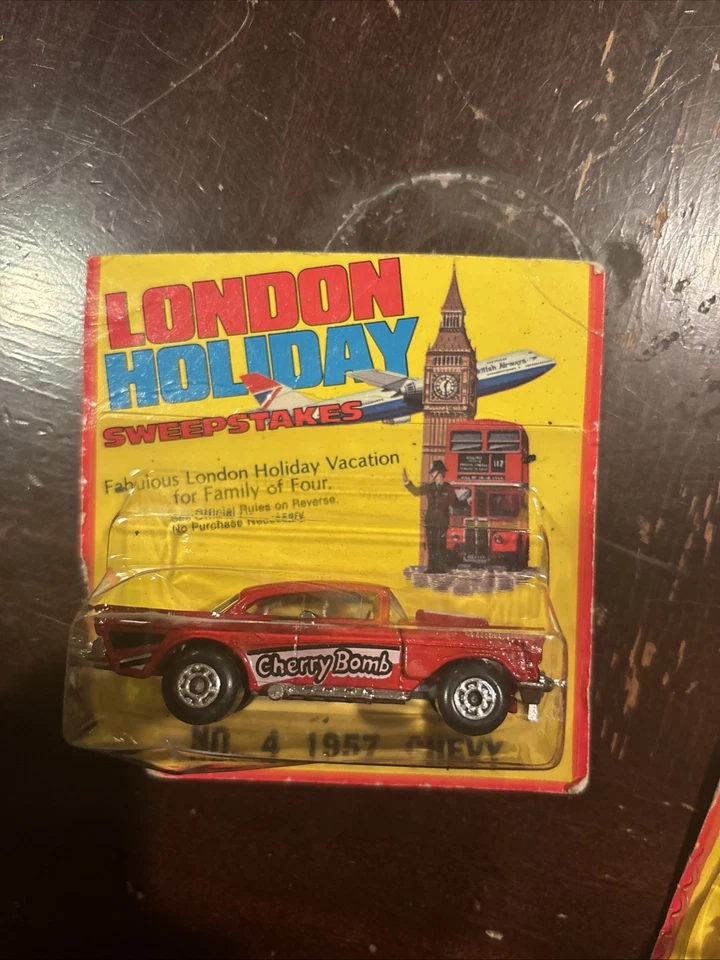 LONDON
HOLIDAY
British Airways
SWEEPSTAKES
117
Fabulous London Holiday Vacation
for Family of Four.
See Official Rules on Reverse.
No Purchase Necessary.
Cherry Bomb
NO. 4 1957 CHEVY